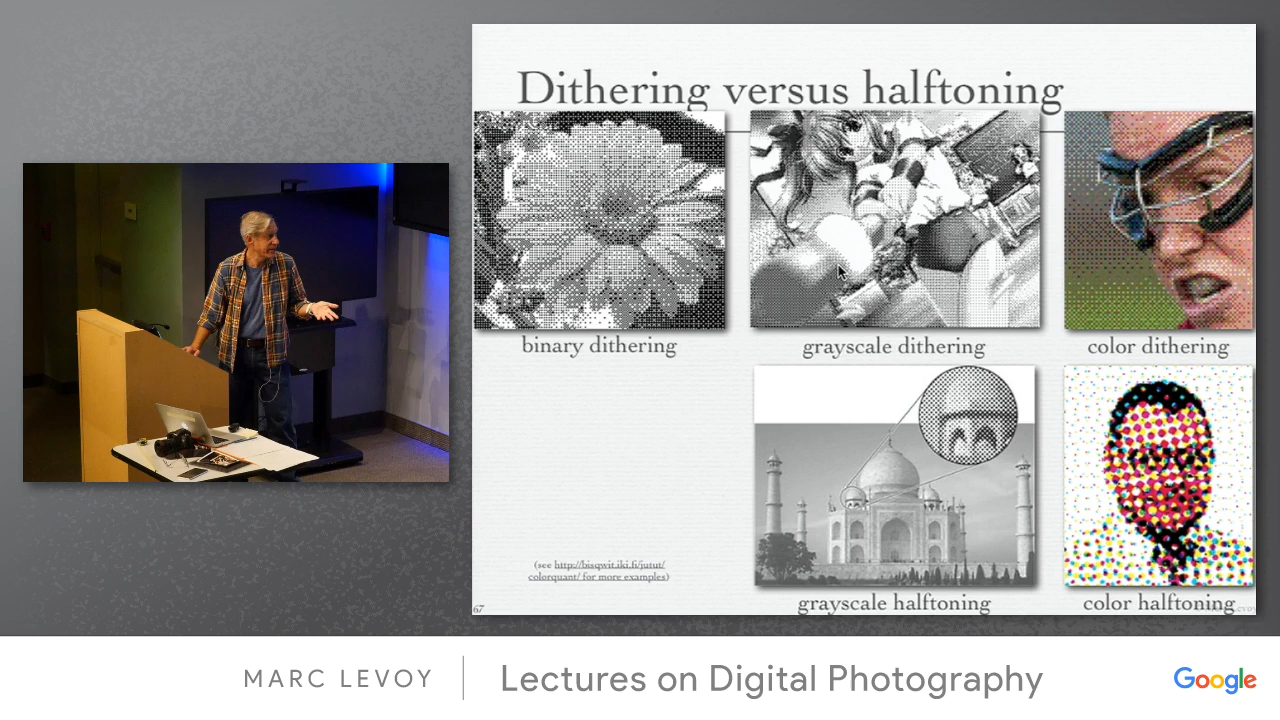 Dithering versus halftoning
binary dithering
grayscale dithering
color dithering
(see http://bisqwit.iki.fi/jutut/
colorquant/ for more examples)
grayscale halftoning
color halftoning
67
MARC LEVOY
Lectures on Digital Photography
Google